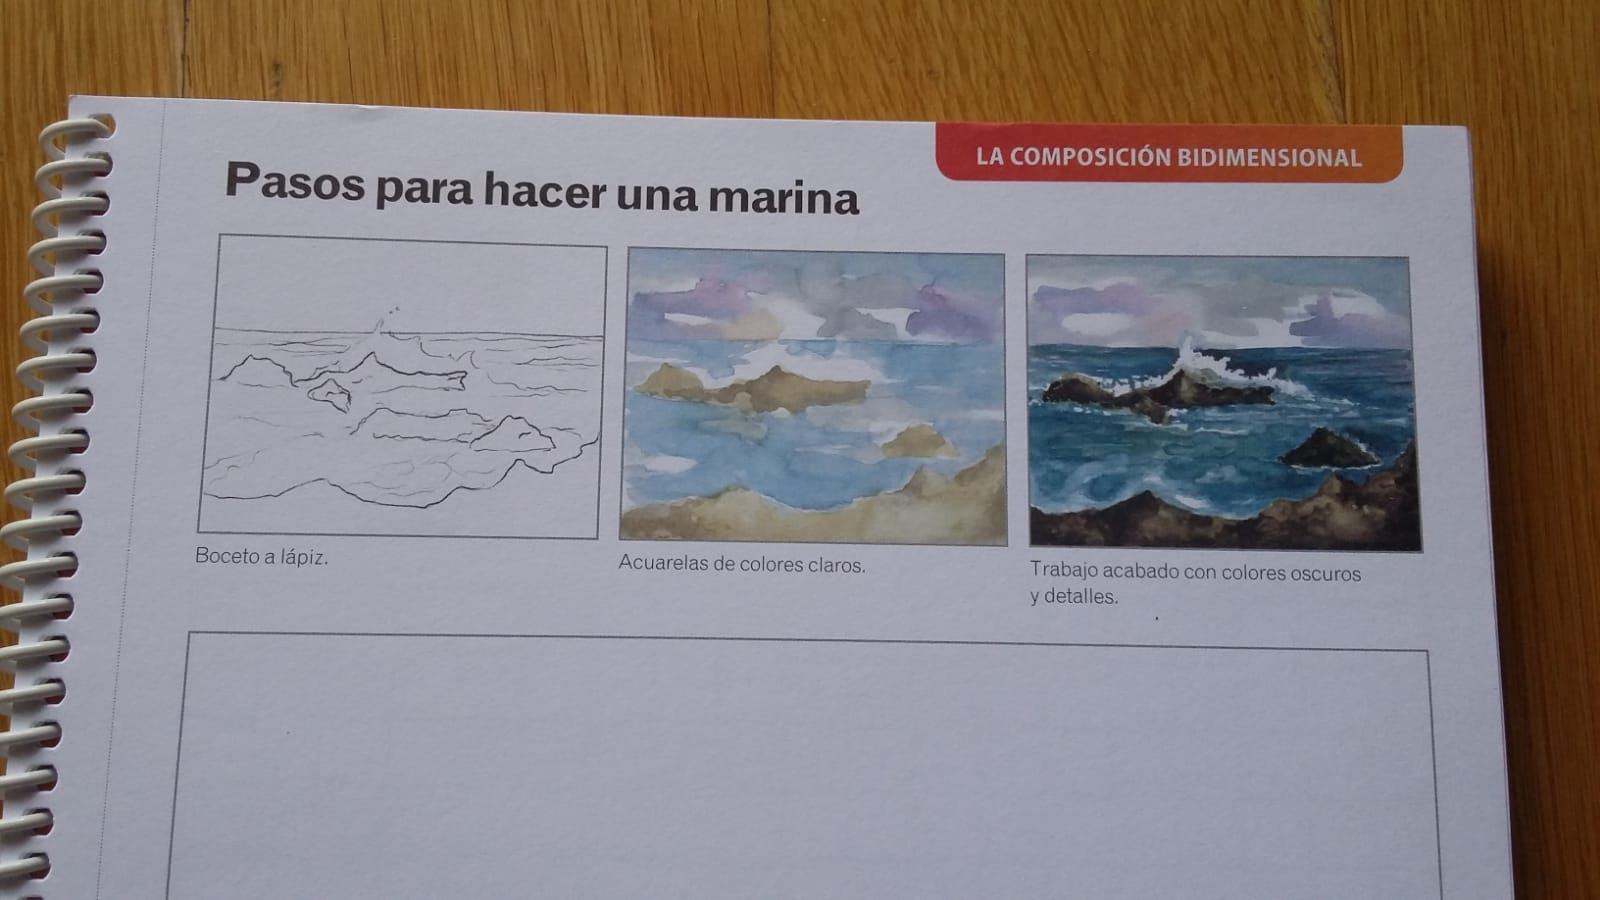 LA COMPOSICIÓN BIDIMENSIONAL
Pasos para hacer una marina
Boceto a lápiz.
Acuarelas de colores claros.
Trabajo acabado con colores oscuros
y detalles.